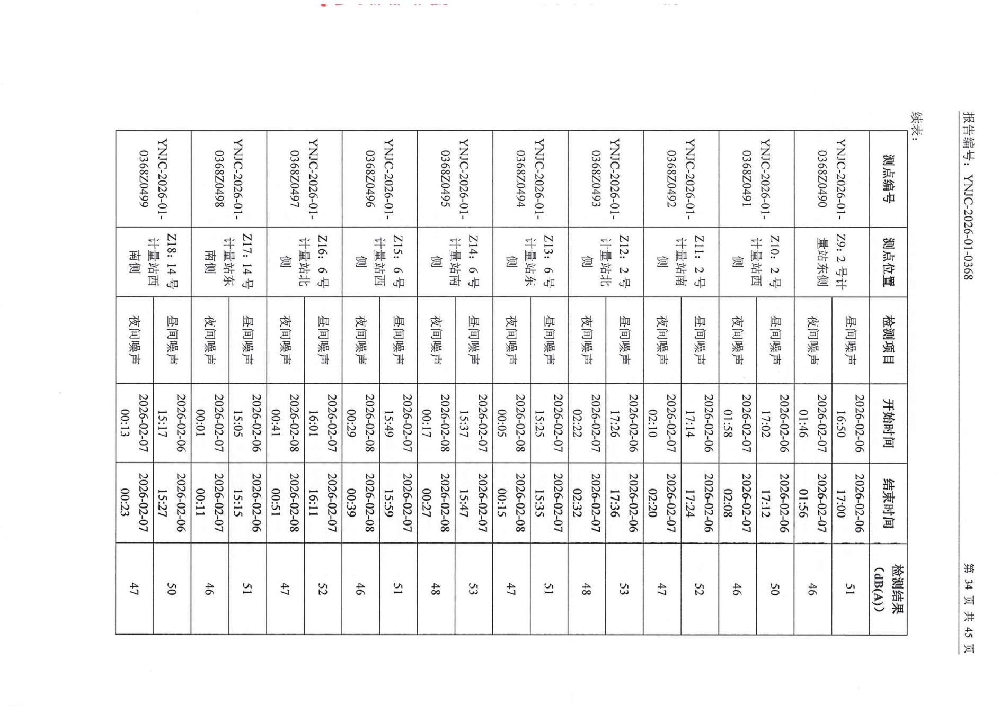 报告编号：YNJC-2026-01-0368
第 34 页 共 45 页
续表：
测点编号 测点位置 检测项目 开始时间 结束时间 检测结果
（dB(A)）
YNJC-2026-01-
0368Z0490
Z9: 2 号计
量站东侧
昼间噪声 2026-02-06 16:50 2026-02-06 17:00 51
夜间噪声 2026-02-07 01:46 2026-02-07 01:56 46
YNJC-2026-01-
0368Z0491
Z10: 2 号
计量站西
侧
昼间噪声 2026-02-06 17:02 2026-02-06 17:12 50
夜间噪声 2026-02-07 01:58 2026-02-07 02:08 46
YNJC-2026-01-
0368Z0492
Z11: 2 号
计量站南
侧
昼间噪声 2026-02-06 17:14 2026-02-06 17:24 52
夜间噪声 2026-02-07 02:10 2026-02-07 02:20 47
YNJC-2026-01-
0368Z0493
Z12: 2 号
计量站北
侧
昼间噪声 2026-02-06 17:26 2026-02-06 17:36 53
夜间噪声 2026-02-07 02:22 2026-02-07 02:32 48
YNJC-2026-01-
0368Z0494
Z13: 6 号
计量站东
侧
昼间噪声 2026-02-07 15:25 2026-02-07 15:35 51
夜间噪声 2026-02-08 00:05 2026-02-08 00:15 47
YNJC-2026-01-
0368Z0495
Z14: 6 号
计量站南
侧
昼间噪声 2026-02-07 15:37 2026-02-07 15:47 53
夜间噪声 2026-02-08 00:17 2026-02-08 00:27 48
YNJC-2026-01-
0368Z0496
Z15: 6 号
计量站西
侧
昼间噪声 2026-02-07 15:49 2026-02-07 15:59 51
夜间噪声 2026-02-08 00:29 2026-02-08 00:39 46
YNJC-2026-01-
0368Z0497
Z16: 6 号
计量站北
侧
昼间噪声 2026-02-07 16:01 2026-02-07 16:11 52
夜间噪声 2026-02-08 00:41 2026-02-08 00:51 47
YNJC-2026-01-
0368Z0498
Z17: 14 号
计量站东
南侧
昼间噪声 2026-02-06 15:05 2026-02-06 15:15 51
夜间噪声 2026-02-07 00:01 2026-02-07 00:11 46
YNJC-2026-01-
0368Z0499
Z18: 14 号
计量站西
南侧
昼间噪声 2026-02-06 15:17 2026-02-06 15:27 50
夜间噪声 2026-02-07 00:13 2026-02-07 00:23 47